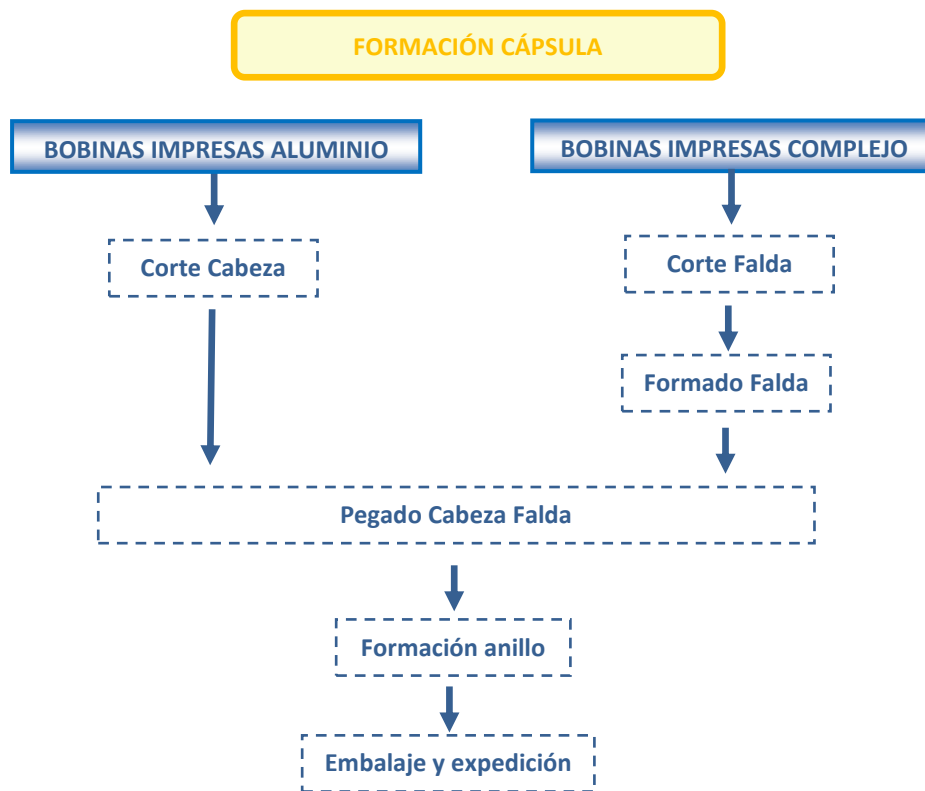 FORMACIÓN CÁPSULA
BOBINAS IMPRESAS ALUMINIO
BOBINAS IMPRESAS COMPLEJO
Corte Cabeza
Corte Falda
Formado Falda
Pegado Cabeza Falda
Formación anillo
Embalaje y expedición